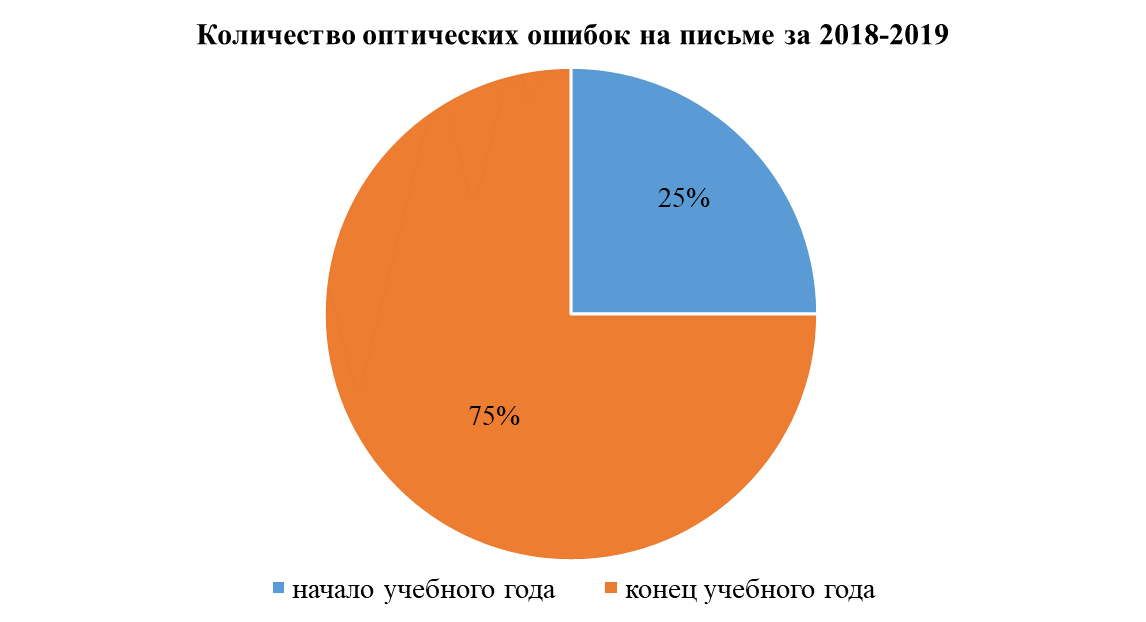 Количество оптических ошибок на письме за 2018-2019
25%
75%
начало учебного года
конец учебного года